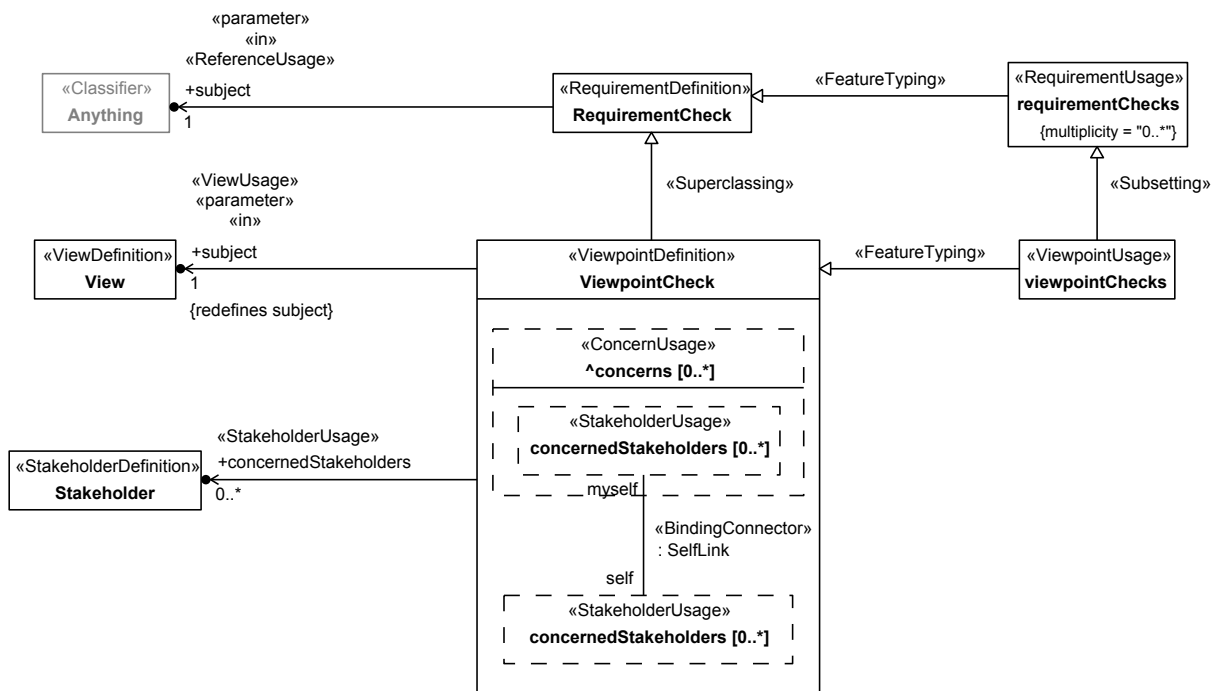 «parameter»
«in»
«ReferenceUsage»
+subject
1
«Classifier»
Anything
«RequirementDefinition»
RequirementCheck
«FeatureTyping»
«RequirementUsage»
requirementChecks
{multiplicity = "0..*"}
«Superclassing»
«Subsetting»
«ViewUsage»
«parameter»
«in»
+subject
1
{redefines subject}
«ViewDefinition»
View
«ViewpointDefinition»
ViewpointCheck
«FeatureTyping»
«ViewpointUsage»
viewpointChecks
«ConcernUsage»
^concerns [0..*]
«StakeholderUsage»
concernedStakeholders [0..*]
myself
«BindingConnector»
: SelfLink
self
«StakeholderUsage»
concernedStakeholders [0..*]
«StakeholderUsage»
+concernedStakeholders
0..*
«StakeholderDefinition»
Stakeholder